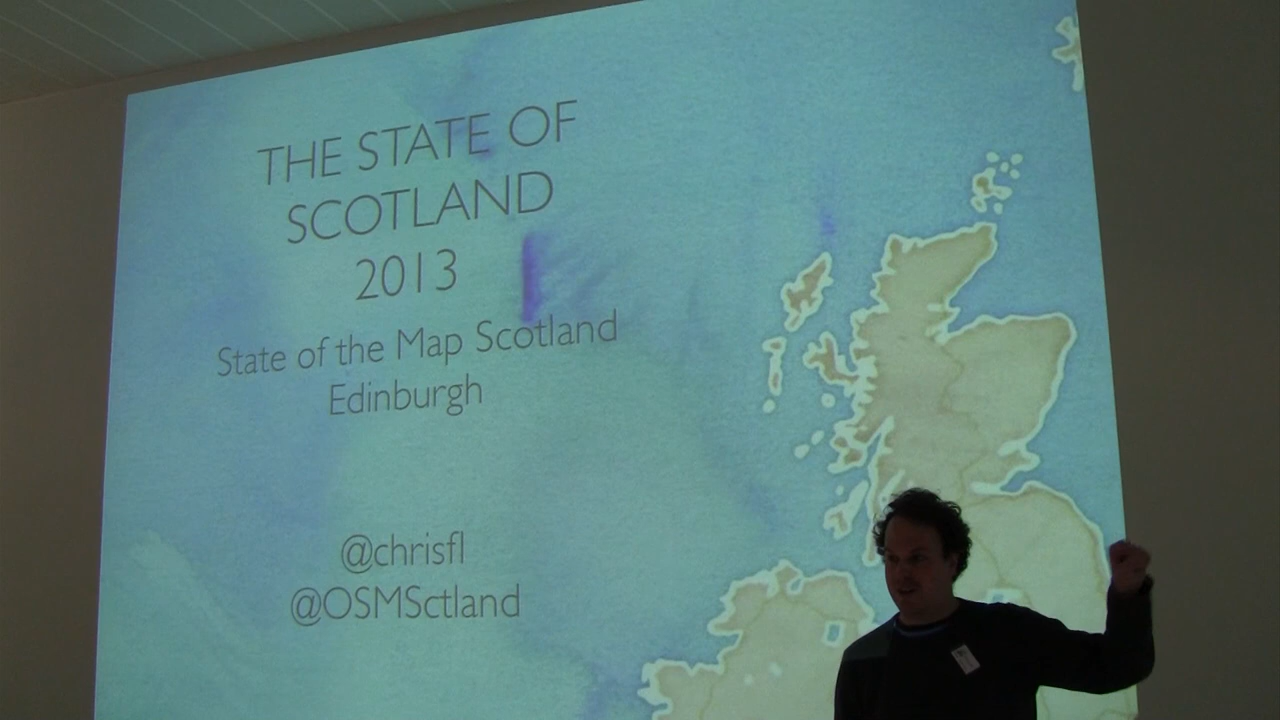 THE STATE OF
SCOTLAND
2013
State of the Map Scotland
Edinburgh
@chrisfl
@OSMSctland